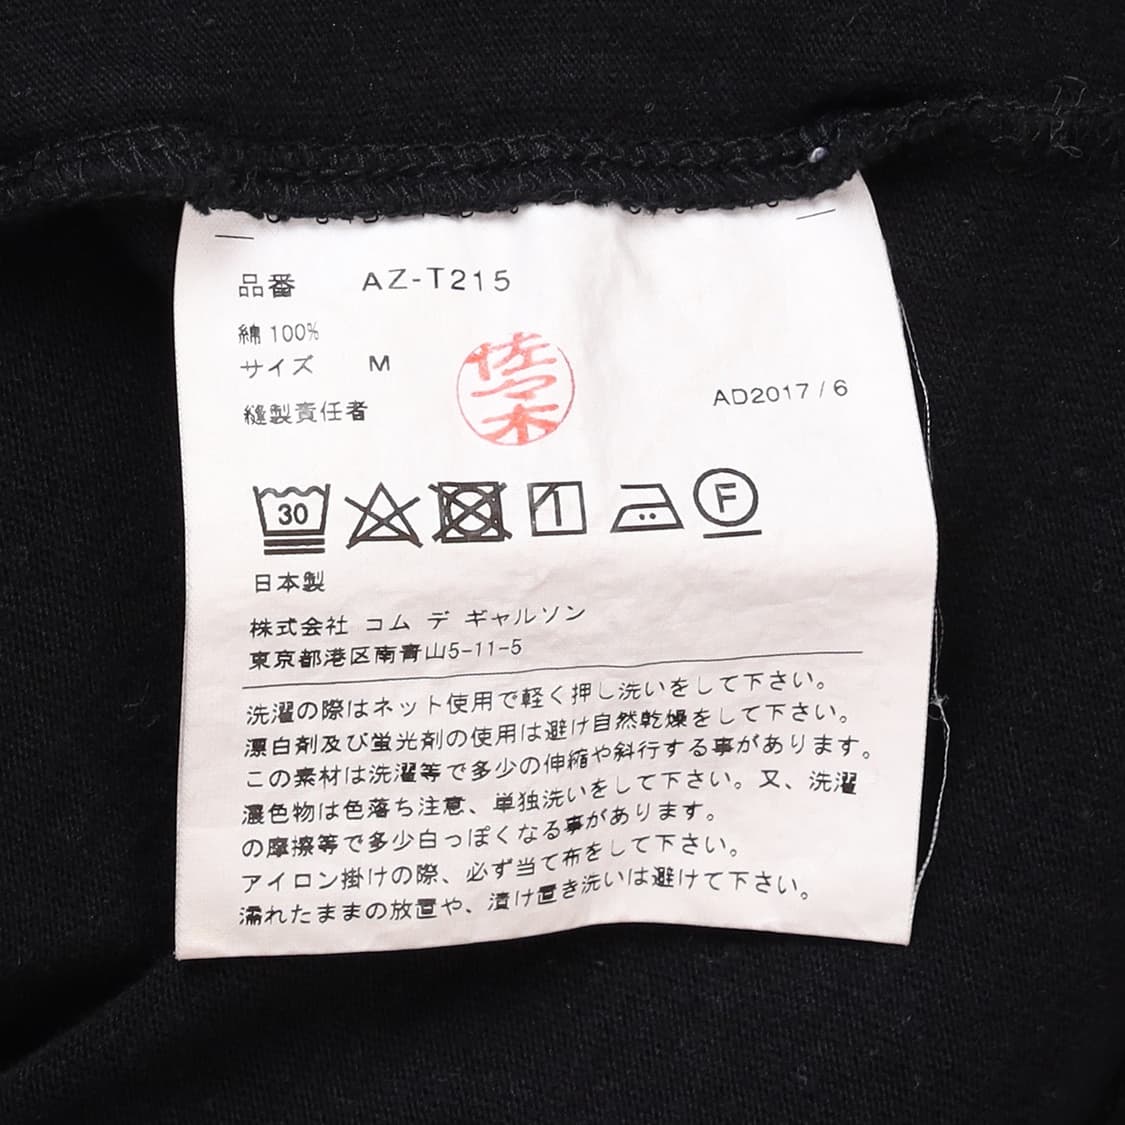 品番 AZ-T215
綿 100%
サイズ M
佐々木
縫製責任者
AD2017/6
30
F
日本製
株式会社 コム デ ギャルソン
東京都港区南青山5-11-5
洗濯の際はネット使用で軽く押し洗いをして下さい。
漂白剤及び蛍光剤の使用は避け自然乾燥をして下さい。
この素材は洗濯等で多少の伸縮や斜行する事があります。
濃色物は色落ち注意、単独洗いをして下さい。又、洗濯
の摩擦等で多少白っぽくなる事があります。
アイロン掛けの際、必ず当て布をして下さい。
濡れたままの放置や、漬け置き洗いは避けて下さい。